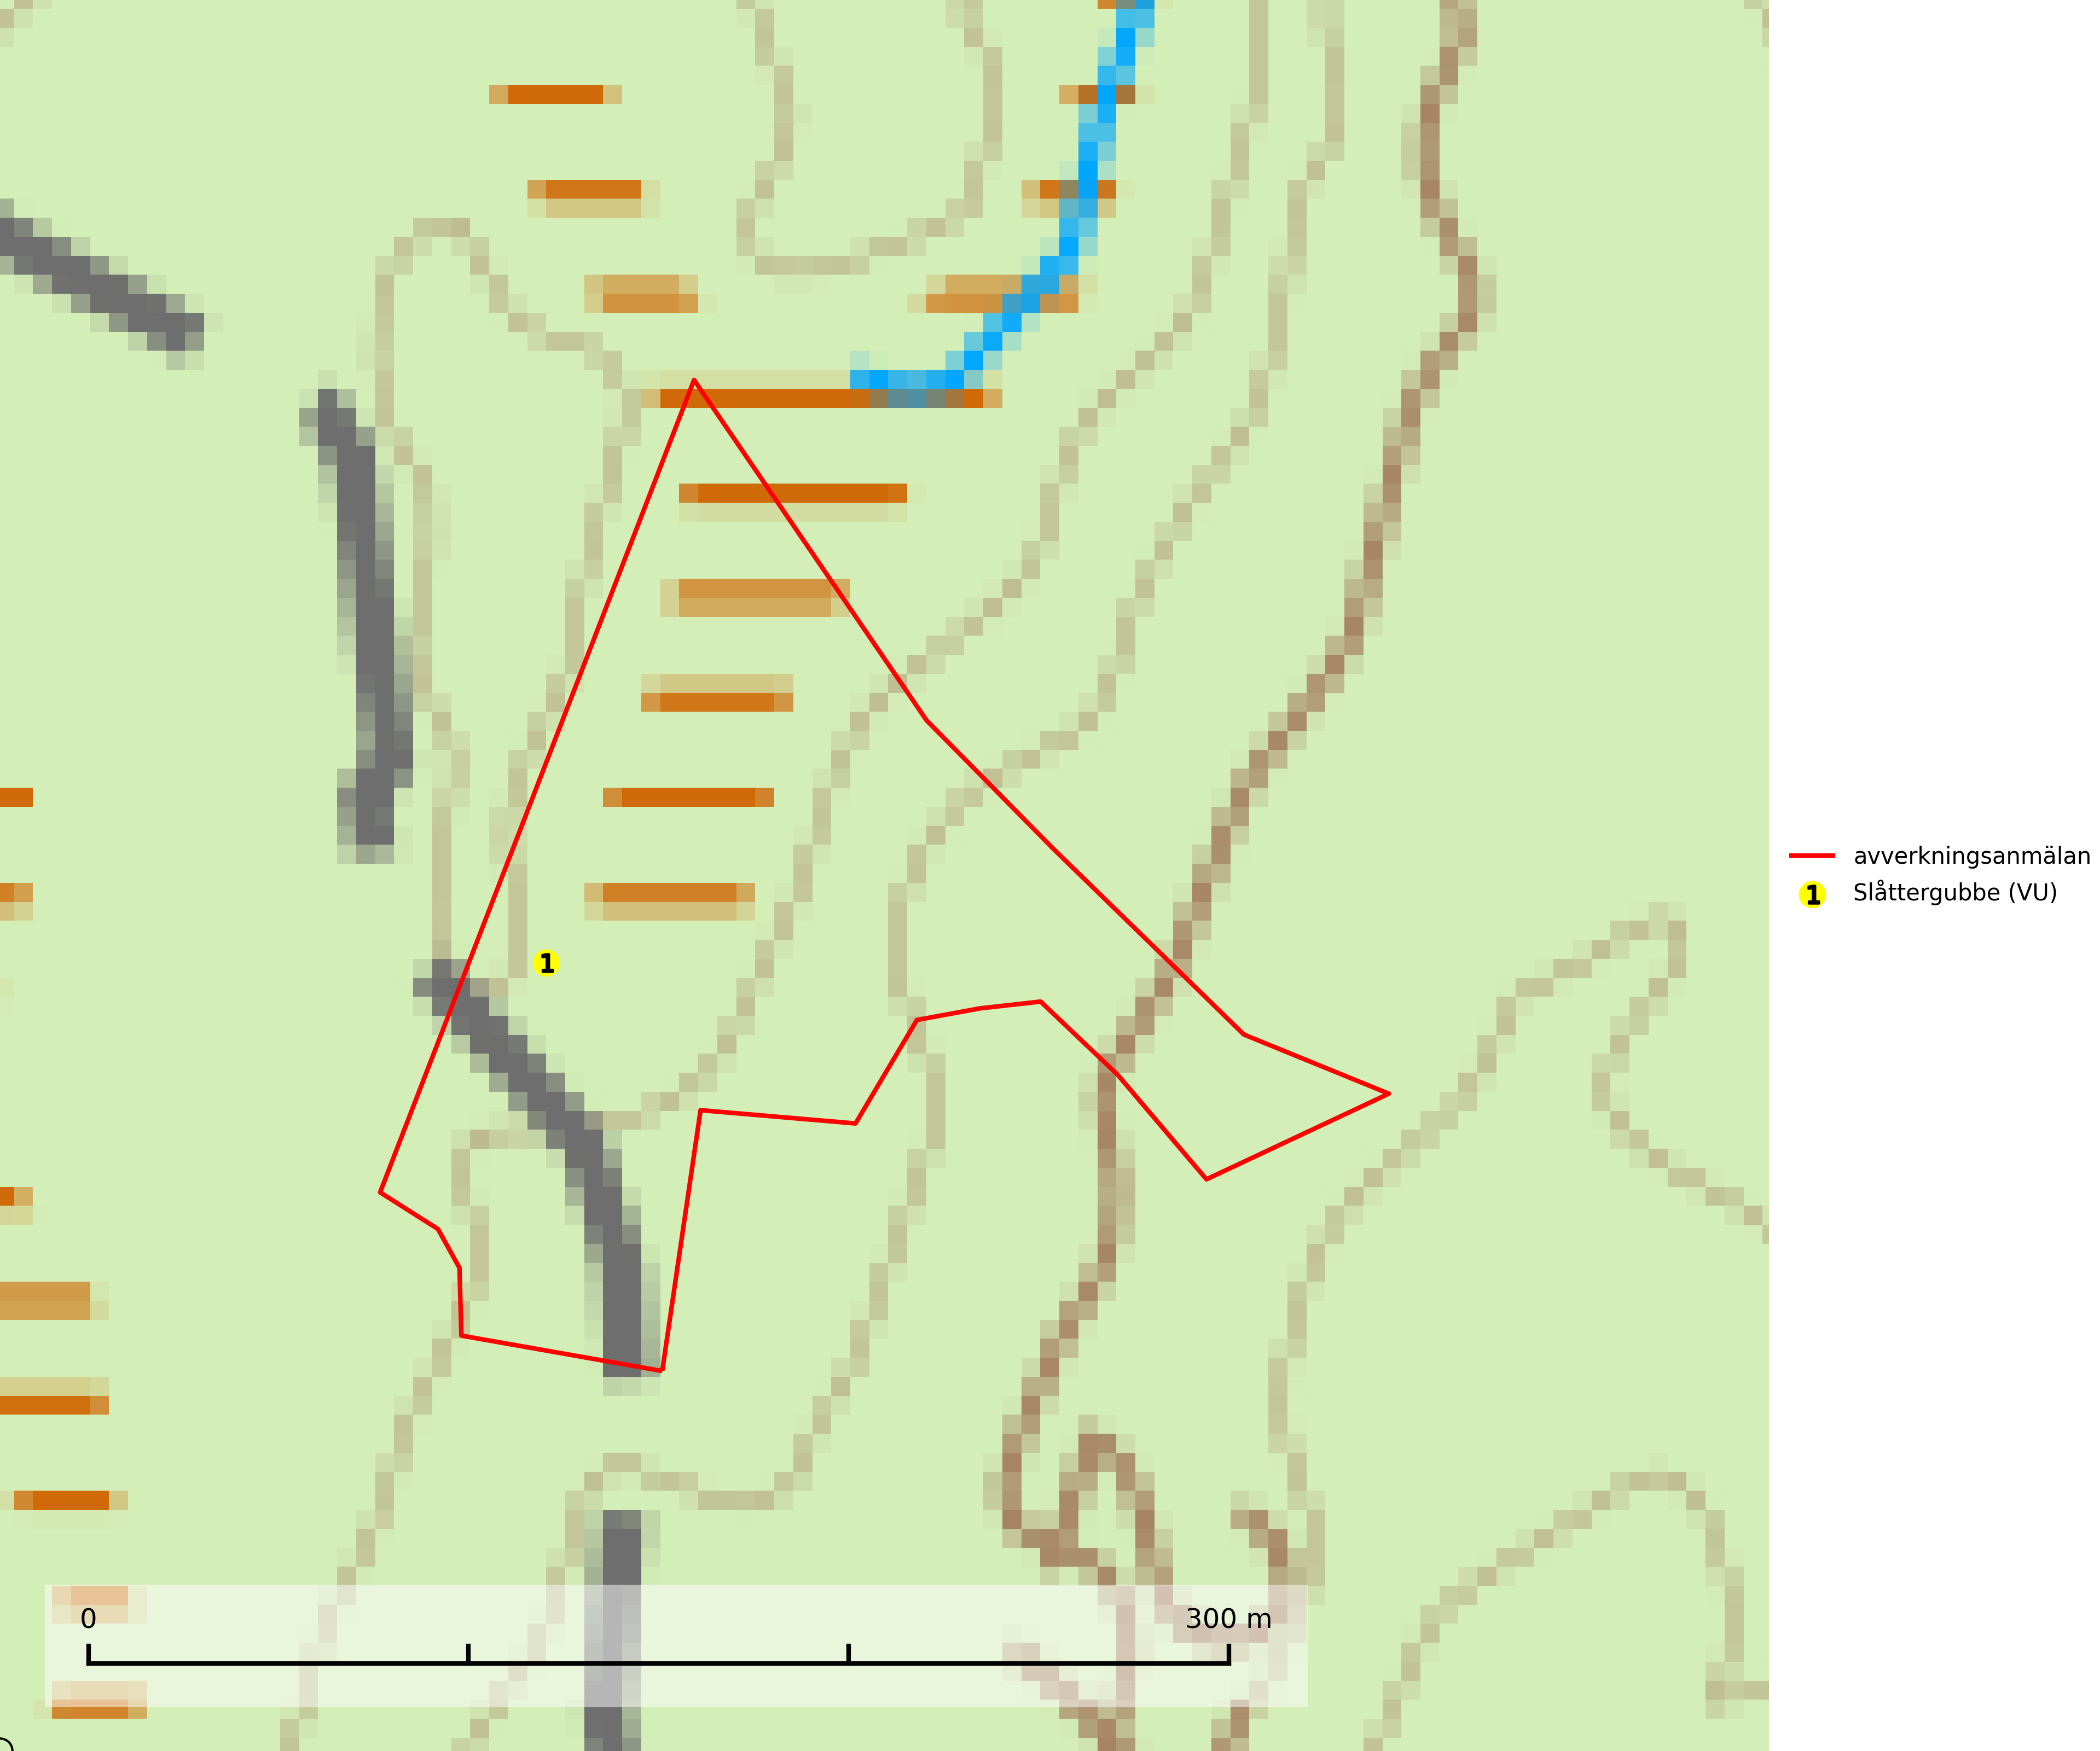 1
avverkningsanmälan
1 Slåttergubbe (VU)
0 300 m